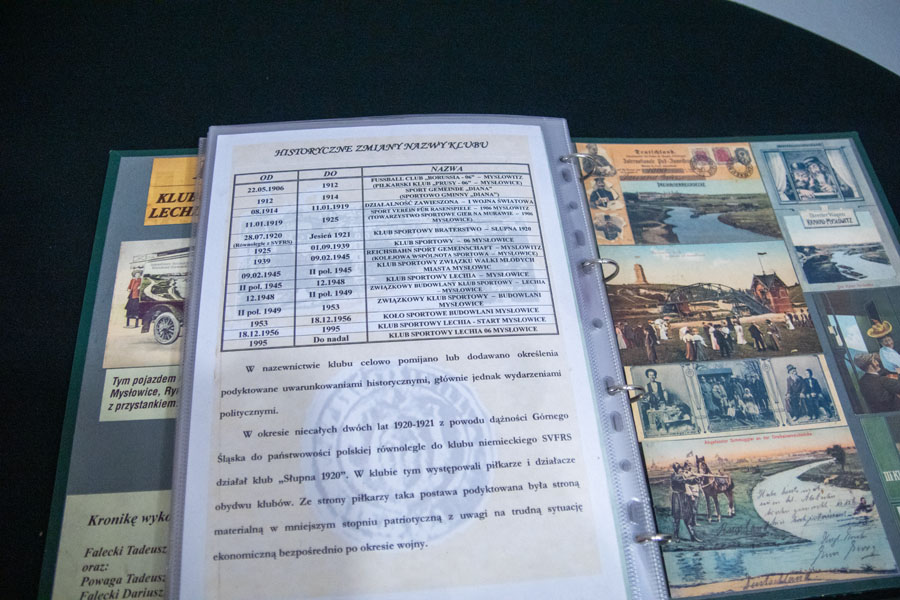 HISTORYCZNE ZMIANY NAZWY KLUBU
OD DO NAZWA
22.05.1906 1912 FUSSBALL CLUB „BORUSSIA - 06" – MYSLOWITZ
(PIŁKARSKI KLUB „PRUSY - 06" – MYSŁOWICE)
1912 1914 SPORT GEMEINDE „DIANA"
(SPORTOWO GMINNY „DIANA")
08.1914 11.01.1919 DZIAŁALNOŚĆ ZAWIESZONA – I WOJNA ŚWIATOWA
11.01.1919 1925 SPORT VEREIN FÜR RASENSPIELE – 1906 MYSLOWITZ
(TOWARZYSTWO SPORTOWE GIER NA MURAWIE – 1906
MYSŁOWICE)
28.07.1920 Jesień 1921 KLUB SPORTOWY BRATERSTWO – SŁUPNA 1920
(Równolegle z SVFRS)
1925 01.09.1939 KLUB SPORTOWY – 06 MYSŁOWICE
1939 09.02.1945 REICHSBAHN SPORT GEMEINSCHAFT – MYSLOWITZ
(KOLEJOWA WSPÓLNOTA SPORTOWA – MYSŁOWICE)
09.02.1945 II poł. 1945 KLUB SPORTOWY ZWIĄZKU WALKI MŁODYCH
MIASTA MYSŁOWIC
II poł. 1945 12.1948 KLUB SPORTOWY LECHIA – MYSŁOWICE
12.1948 II poł. 1949 ZWIĄZKOWY BUDOWLANY KLUB SPORTOWY – LECHIA
– MYSŁOWICE
II poł. 1949 1953 ZWIĄZKOWY KLUB SPORTOWY – BUDOWLANI
MYSŁOWICE
1953 18.12.1956 KOŁO SPORTOWE BUDOWLANI MYSŁOWICE
18.12.1956 1995 KLUB SPORTOWY LECHIA - START MYSŁOWICE
1995 Do nadal KLUB SPORTOWY LECHIA 06 MYSŁOWICE
W nazewnictwie klubu celowo pomijano lub dodawano określenia
podyktowane uwarunkowaniami historycznymi, głównie jednak wydarzeniami
politycznymi.
W okresie niecałych dwóch lat 1920-1921 z powodu dążności Górnego
Śląska do państwowości polskiej równolegle do klubu niemieckiego SVFRS
działał klub „Słupna 1920". W klubie tym występowali piłkarze i działacze
obydwu klubów. Ze strony piłkarzy taka postawa podyktowana była stroną
materialną w mniejszym stopniu patriotyczną z uwagi na trudną sytuację
ekonomiczną bezpośrednio po okresie wojny.
KLUB
LECHI
Tym pojazdem
Mysłowice, Ry
z przystankiem.
Kronikę wyko
Fałecki Tadeusz
oraz:
Powaga Tadeusz
Fałecki Dariusz
Deutschland
III K